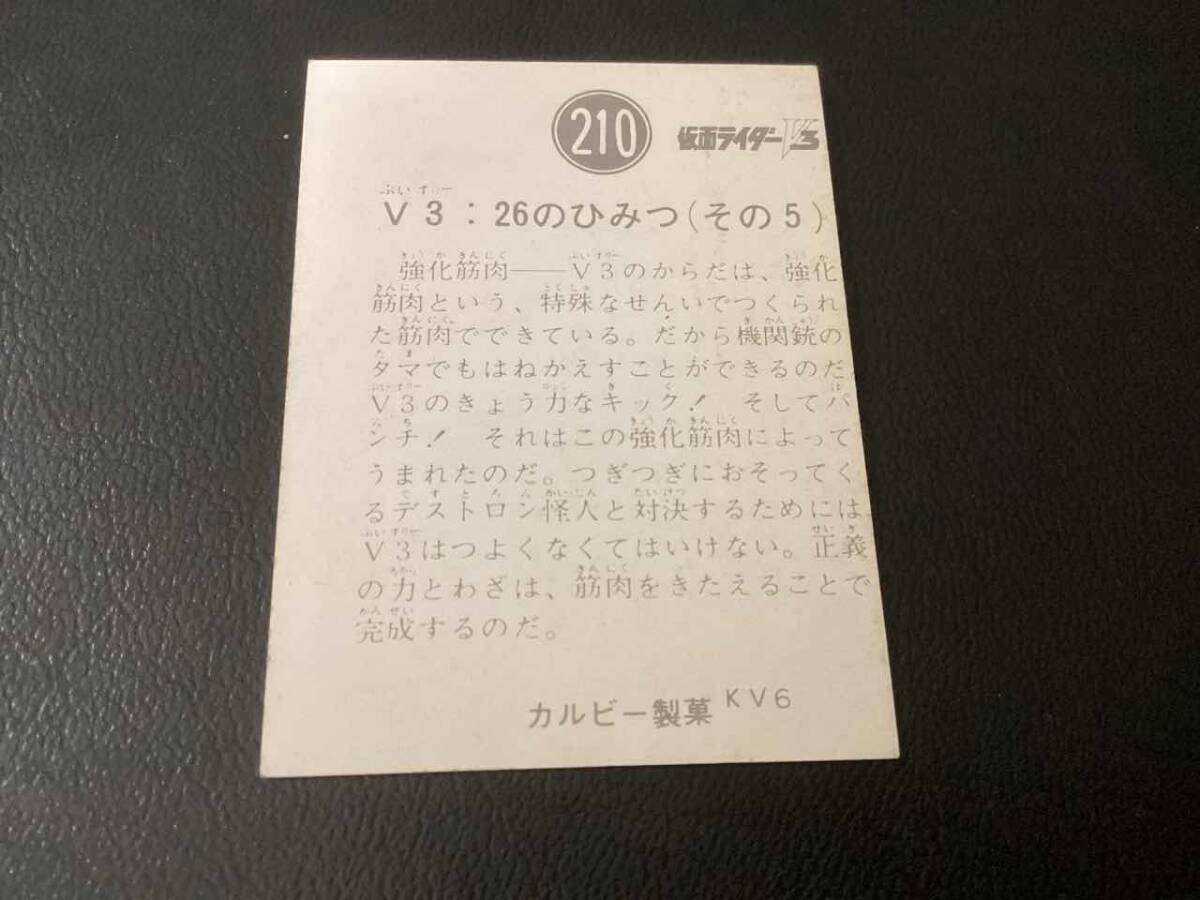 210 仮面ライダーV3
V3：26のひみつ(その5)
強化筋肉――V3のからだは、強化
筋肉という、特殊なせんいでつくられ
た筋肉でできている。だから機関銃の
タマでもはねかえすことができるのだ。
V3のきょう力なキック！ そしてパ
ンチ！ それはこの強化筋肉によって
うまれたのだ。つぎつぎにおそってく
るデストロン怪人と対決するためには
V3はつよくなくてはいけない。正義
の力とわざは、筋肉をきたえることで
完成するのだ。
カルビー製菓 KV6